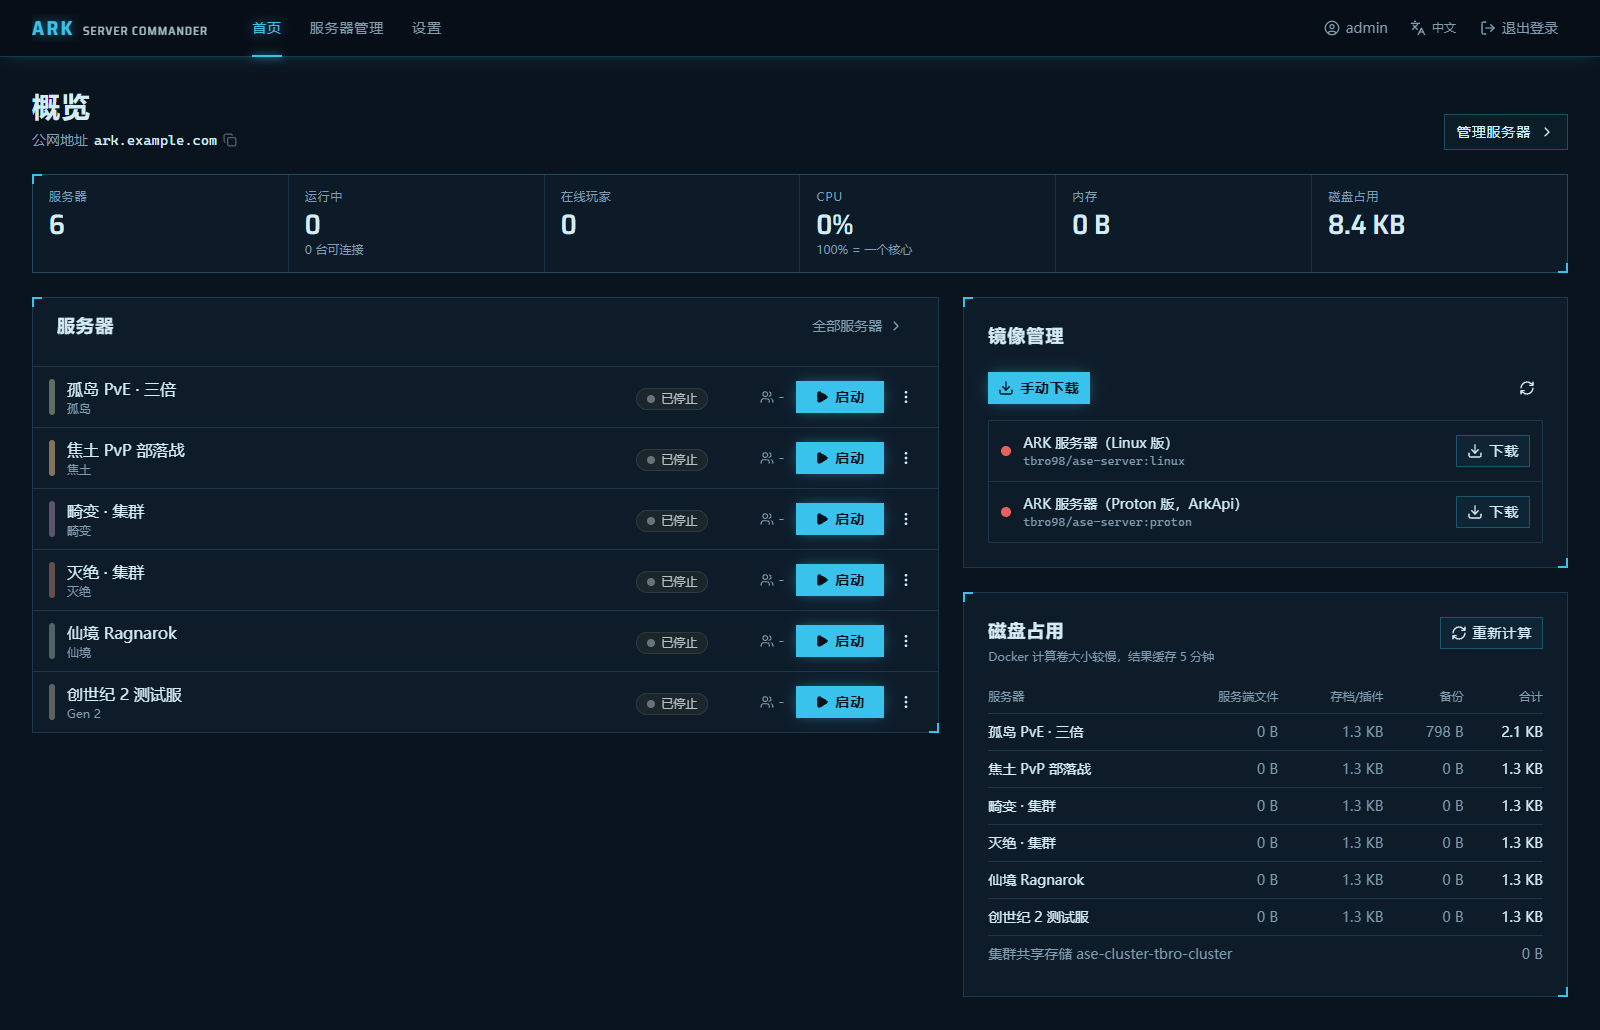 ARK SERVER COMMANDER
首页
服务器管理
设置
admin
中文
退出登录
概览
公网地址 ark.example.com
管理服务器
服务器
6
运行中
0
0 台可连接
在线玩家
0
CPU
0%
100% = 一个核心
内存
0 B
磁盘占用
8.4 KB
服务器
全部服务器
孤岛 PvE · 三倍
孤岛
已停止
-
启动
焦土 PvP 部落战
焦土
已停止
-
启动
畸变 · 集群
畸变
已停止
-
启动
灭绝 · 集群
灭绝
已停止
-
启动
仙境 Ragnarok
仙境
已停止
-
启动
创世纪 2 测试服
Gen 2
已停止
-
启动
镜像管理
手动下载
ARK 服务器（Linux 版）
tbro98/ase-server:linux
下载
ARK 服务器（Proton 版，ArkApi）
tbro98/ase-server:proton
下载
磁盘占用
重新计算
Docker 计算卷大小较慢，结果缓存 5 分钟
服务器 服务端文件 存档/插件 备份 合计
孤岛 PvE · 三倍 0 B 1.3 KB 798 B 2.1 KB
焦土 PvP 部落战 0 B 1.3 KB 0 B 1.3 KB
畸变 · 集群 0 B 1.3 KB 0 B 1.3 KB
灭绝 · 集群 0 B 1.3 KB 0 B 1.3 KB
仙境 Ragnarok 0 B 1.3 KB 0 B 1.3 KB
创世纪 2 测试服 0 B 1.3 KB 0 B 1.3 KB
集群共享存储 ase-cluster-tbro-cluster 0 B